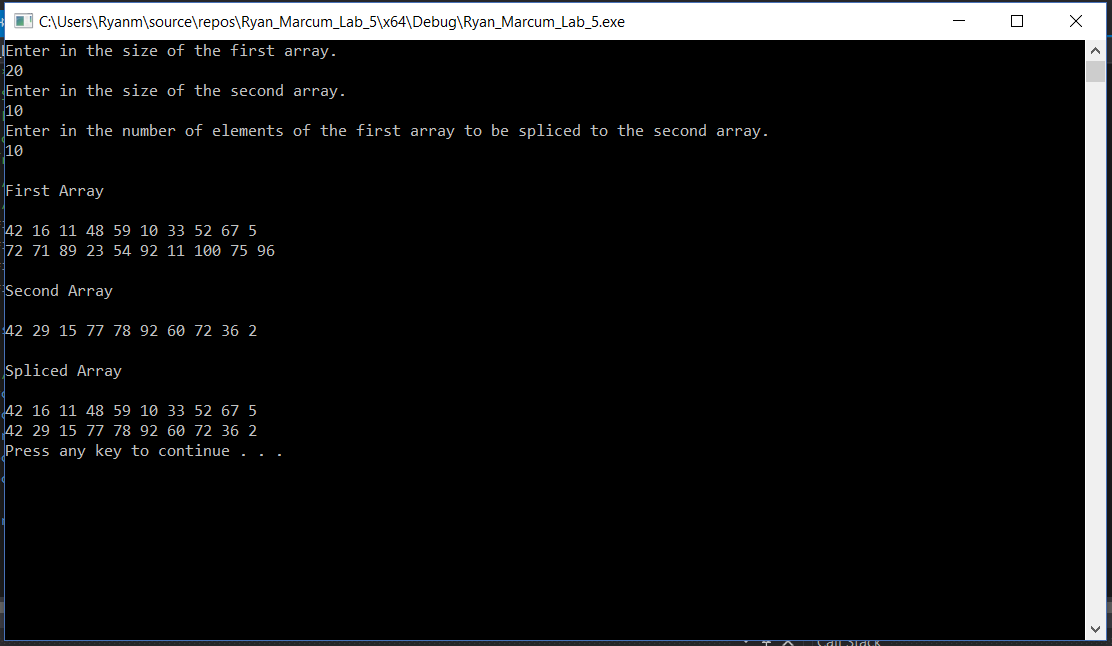 C:\Users\Ryanm\source\repos\Ryan_Marcum_Lab_5\x64\Debug\Ryan_Marcum_Lab_5.exe
Enter in the size of the first array.
20
Enter in the size of the second array.
10
Enter in the number of elements of the first array to be spliced to the second array.
10
First Array
42 16 11 48 59 10 33 52 67 5
72 71 89 23 54 92 11 100 75 96
Second Array
42 29 15 77 78 92 60 72 36 2
Spliced Array
42 16 11 48 59 10 33 52 67 5
42 29 15 77 78 92 60 72 36 2
Press any key to continue . . .
Call Stack